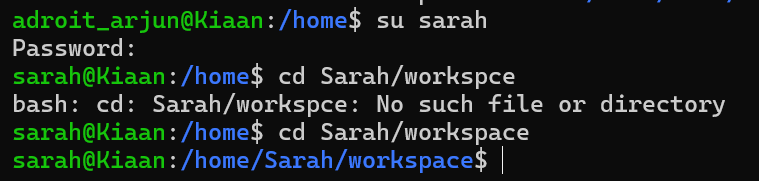 adroit_arjun@Kiaan:/home$ su sarah
Password:
sarah@Kiaan:/home$ cd Sarah/workspce
bash: cd: Sarah/workspce: No such file or directory
sarah@Kiaan:/home$ cd Sarah/workspace
sarah@Kiaan:/home/Sarah/workspace$